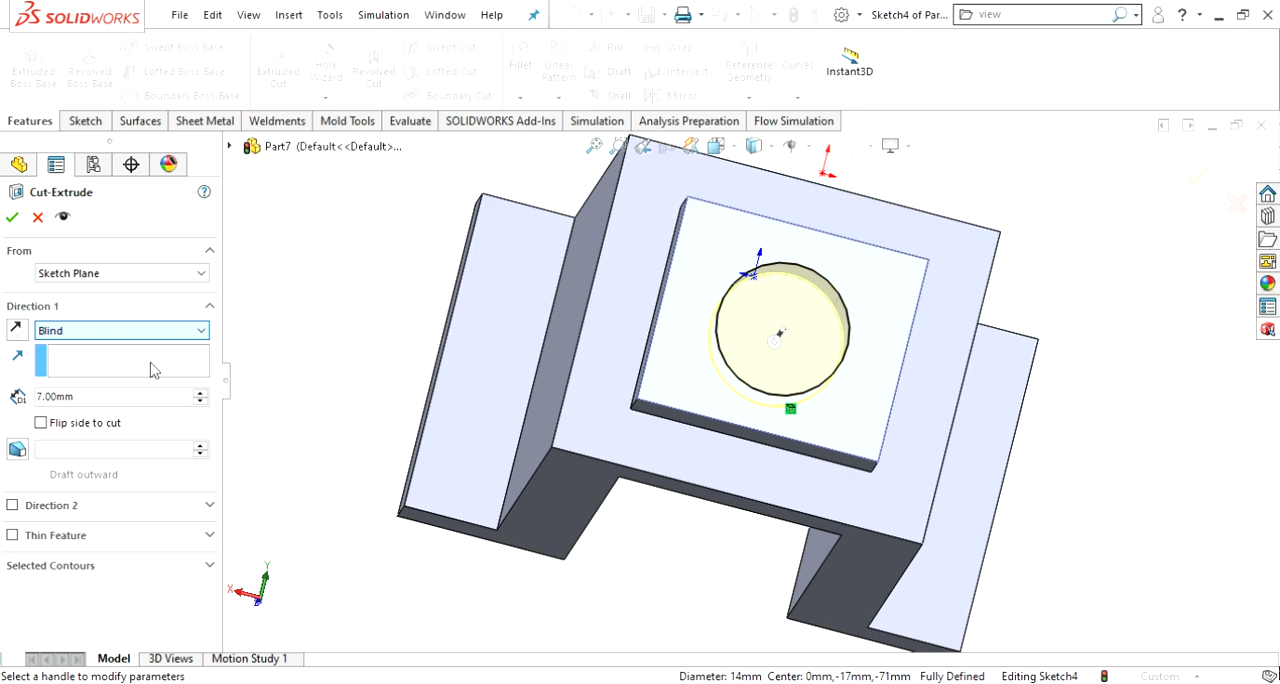 SOLIDWORKS
File Edit View Insert Tools Simulation Window Help
Sketch4 of Par...
view
Extruded Boss/Base
Revolved Boss/Base
Swept Boss/Base
Lofted Boss/Base
Boundary Boss/Base
Extruded Cut
Hole Wizard
Revolved Cut
Swept Cut
Lofted Cut
Boundary Cut
Fillet
Linear Pattern
Rib
Draft
Shell
Wrap
Intersect
Mirror
Reference Geometry
Curves
Instant3D
Features Sketch Surfaces Sheet Metal Weldments Mold Tools Evaluate SOLIDWORKS Add-Ins Simulation Analysis Preparation Flow Simulation
Part7 (Default<<Default>...
Cut-Extrude
From
Sketch Plane
Direction 1
Blind
D1
7.00mm
Flip side to cut
Draft outward
Direction 2
Thin Feature
Selected Contours
Y
X
Z
Model 3D Views Motion Study 1
Select a handle to modify parameters
Diameter: 14mm Center: 0mm,-17mm,-71mm Fully Defined Editing Sketch4 Custom